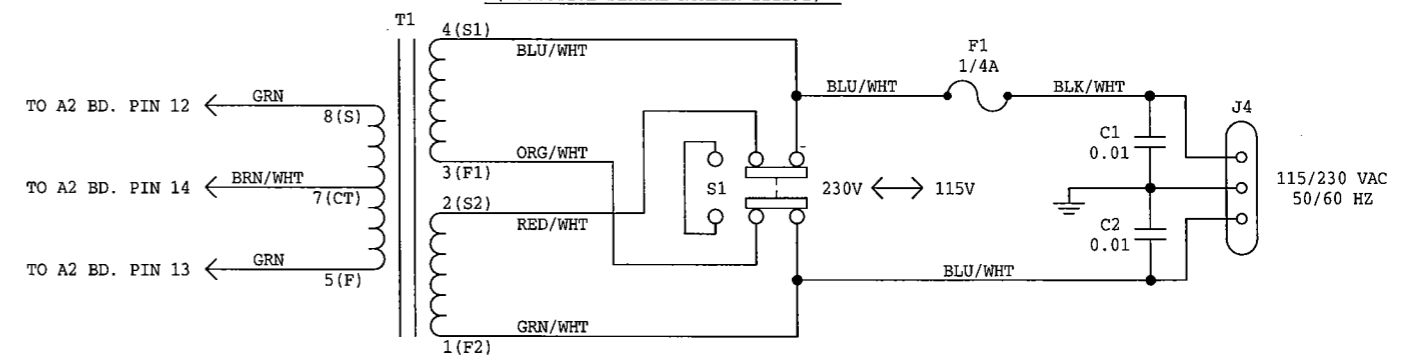 T1
4(S1)
BLU/WHT
F1
1/4A
BLU/WHT
BLK/WHT
J4
TO A2 BD. PIN 12
GRN
8(S)
C1
0.01
ORG/WHT
3(F1)
TO A2 BD. PIN 14
BRN/WHT
7(CT)
S1
230V
115V
115/230 VAC
50/60 HZ
2(S2)
RED/WHT
C2
0.01
TO A2 BD. PIN 13
GRN
5(F)
BLU/WHT
GRN/WHT
1(F2)